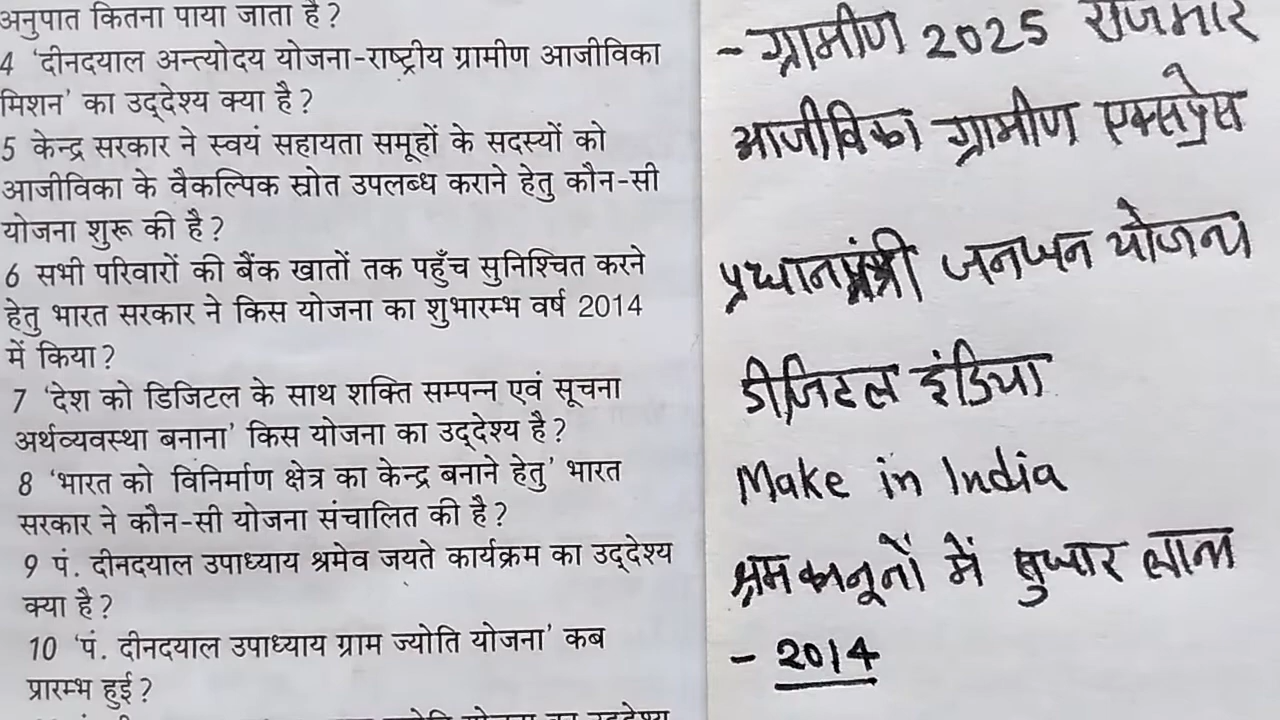 अनुपात कितना पाया जाता है?
4 'दीनदयाल अन्त्योदय योजना-राष्ट्रीय ग्रामीण आजीविका
मिशन' का उद्देश्य क्या है?
5 केन्द्र सरकार ने स्वयं सहायता समूहों के सदस्यों को
आजीविका के वैकल्पिक स्रोत उपलब्ध कराने हेतु कौन-सी
योजना शुरू की है?
6 सभी परिवारों की बैंक खातों तक पहुँच सुनिश्चित करने
हेतु भारत सरकार ने किस योजना का शुभारम्भ वर्ष 2014
में किया?
7 'देश को डिजिटल के साथ शक्ति सम्पन्न एवं सूचना
अर्थव्यवस्था बनाना' किस योजना का उद्देश्य है?
8 'भारत को विनिर्माण क्षेत्र का केन्द्र बनाने हेतु' भारत
सरकार ने कौन-सी योजना संचालित की है?
9 पं. दीनदयाल उपाध्याय श्रमेव जयते कार्यक्रम का उद्देश्य
क्या है?
10 'पं. दीनदयाल उपाध्याय ग्राम ज्योति योजना' कब
प्रारम्भ हुई?
- ग्रामीण 2025 रोजगार
आजीविका ग्रामीण एक्सप्रेस
प्रधानमंत्री जनधन योजना
डीजिटल इंडिया
Make in India
श्रम कानूनों में सुधार लाना
- 2014